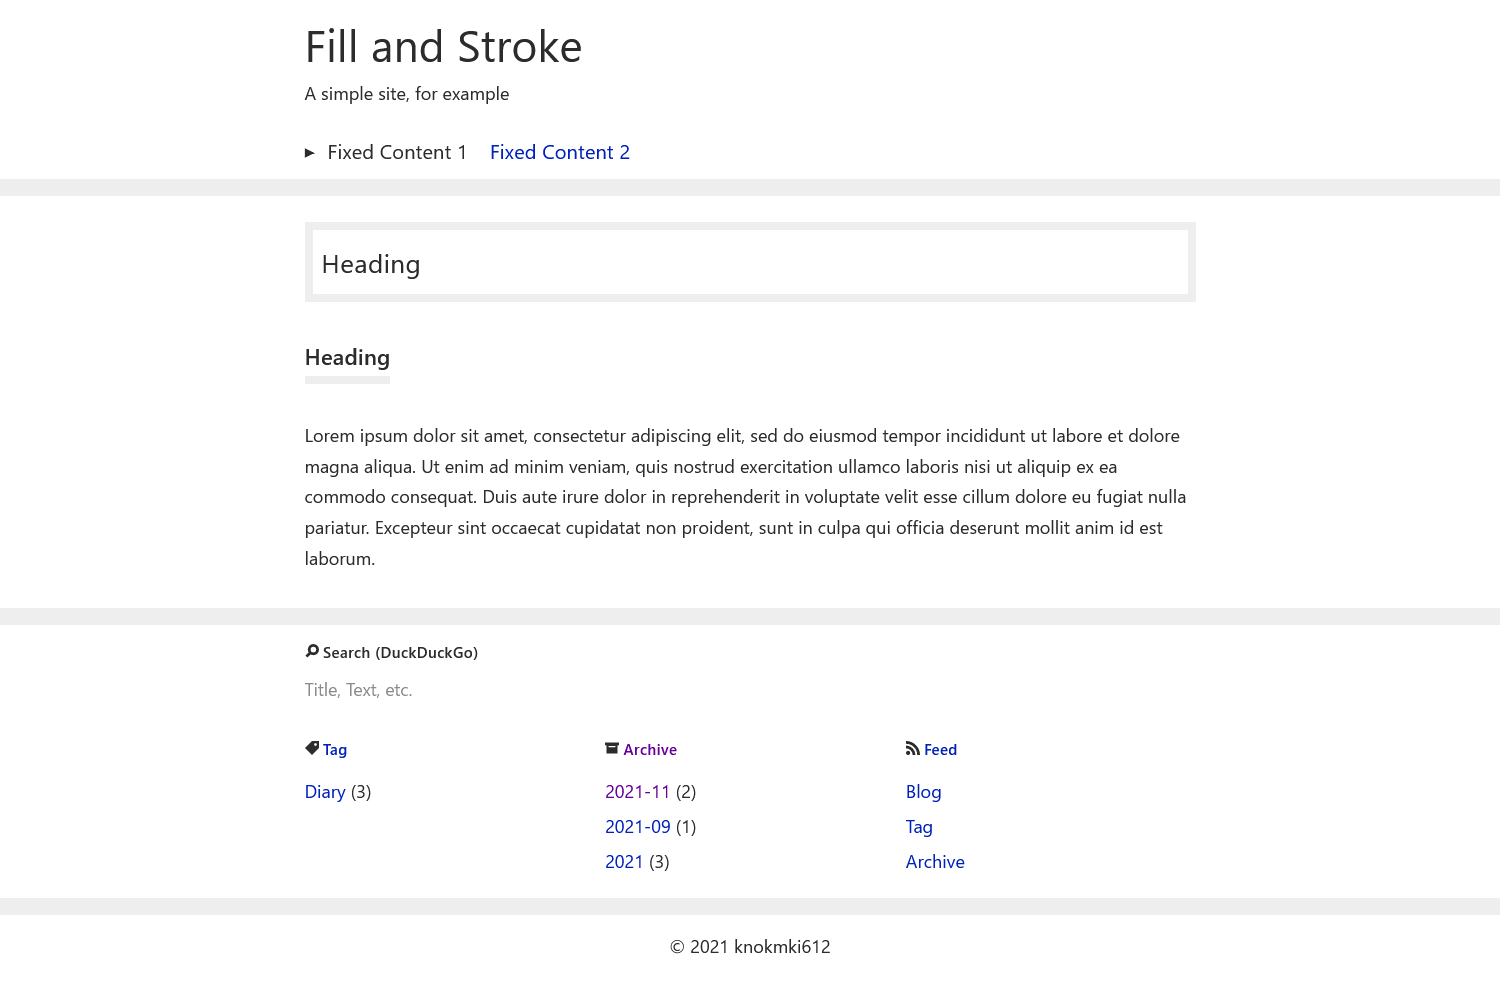 Fill and Stroke
A simple site, for example
▸ Fixed Content 1 Fixed Content 2
Heading
Heading
Lorem ipsum dolor sit amet, consectetur adipiscing elit, sed do eiusmod tempor incididunt ut labore et dolore
magna aliqua. Ut enim ad minim veniam, quis nostrud exercitation ullamco laboris nisi ut aliquip ex ea
commodo consequat. Duis aute irure dolor in reprehenderit in voluptate velit esse cillum dolore eu fugiat nulla
pariatur. Excepteur sint occaecat cupidatat non proident, sunt in culpa qui officia deserunt mollit anim id est
laborum.
Search (DuckDuckGo)
Title, Text, etc.
Tag
Diary (3)
Archive
2021-11 (2)
2021-09 (1)
2021 (3)
Feed
Blog
Tag
Archive
© 2021 knokmki612